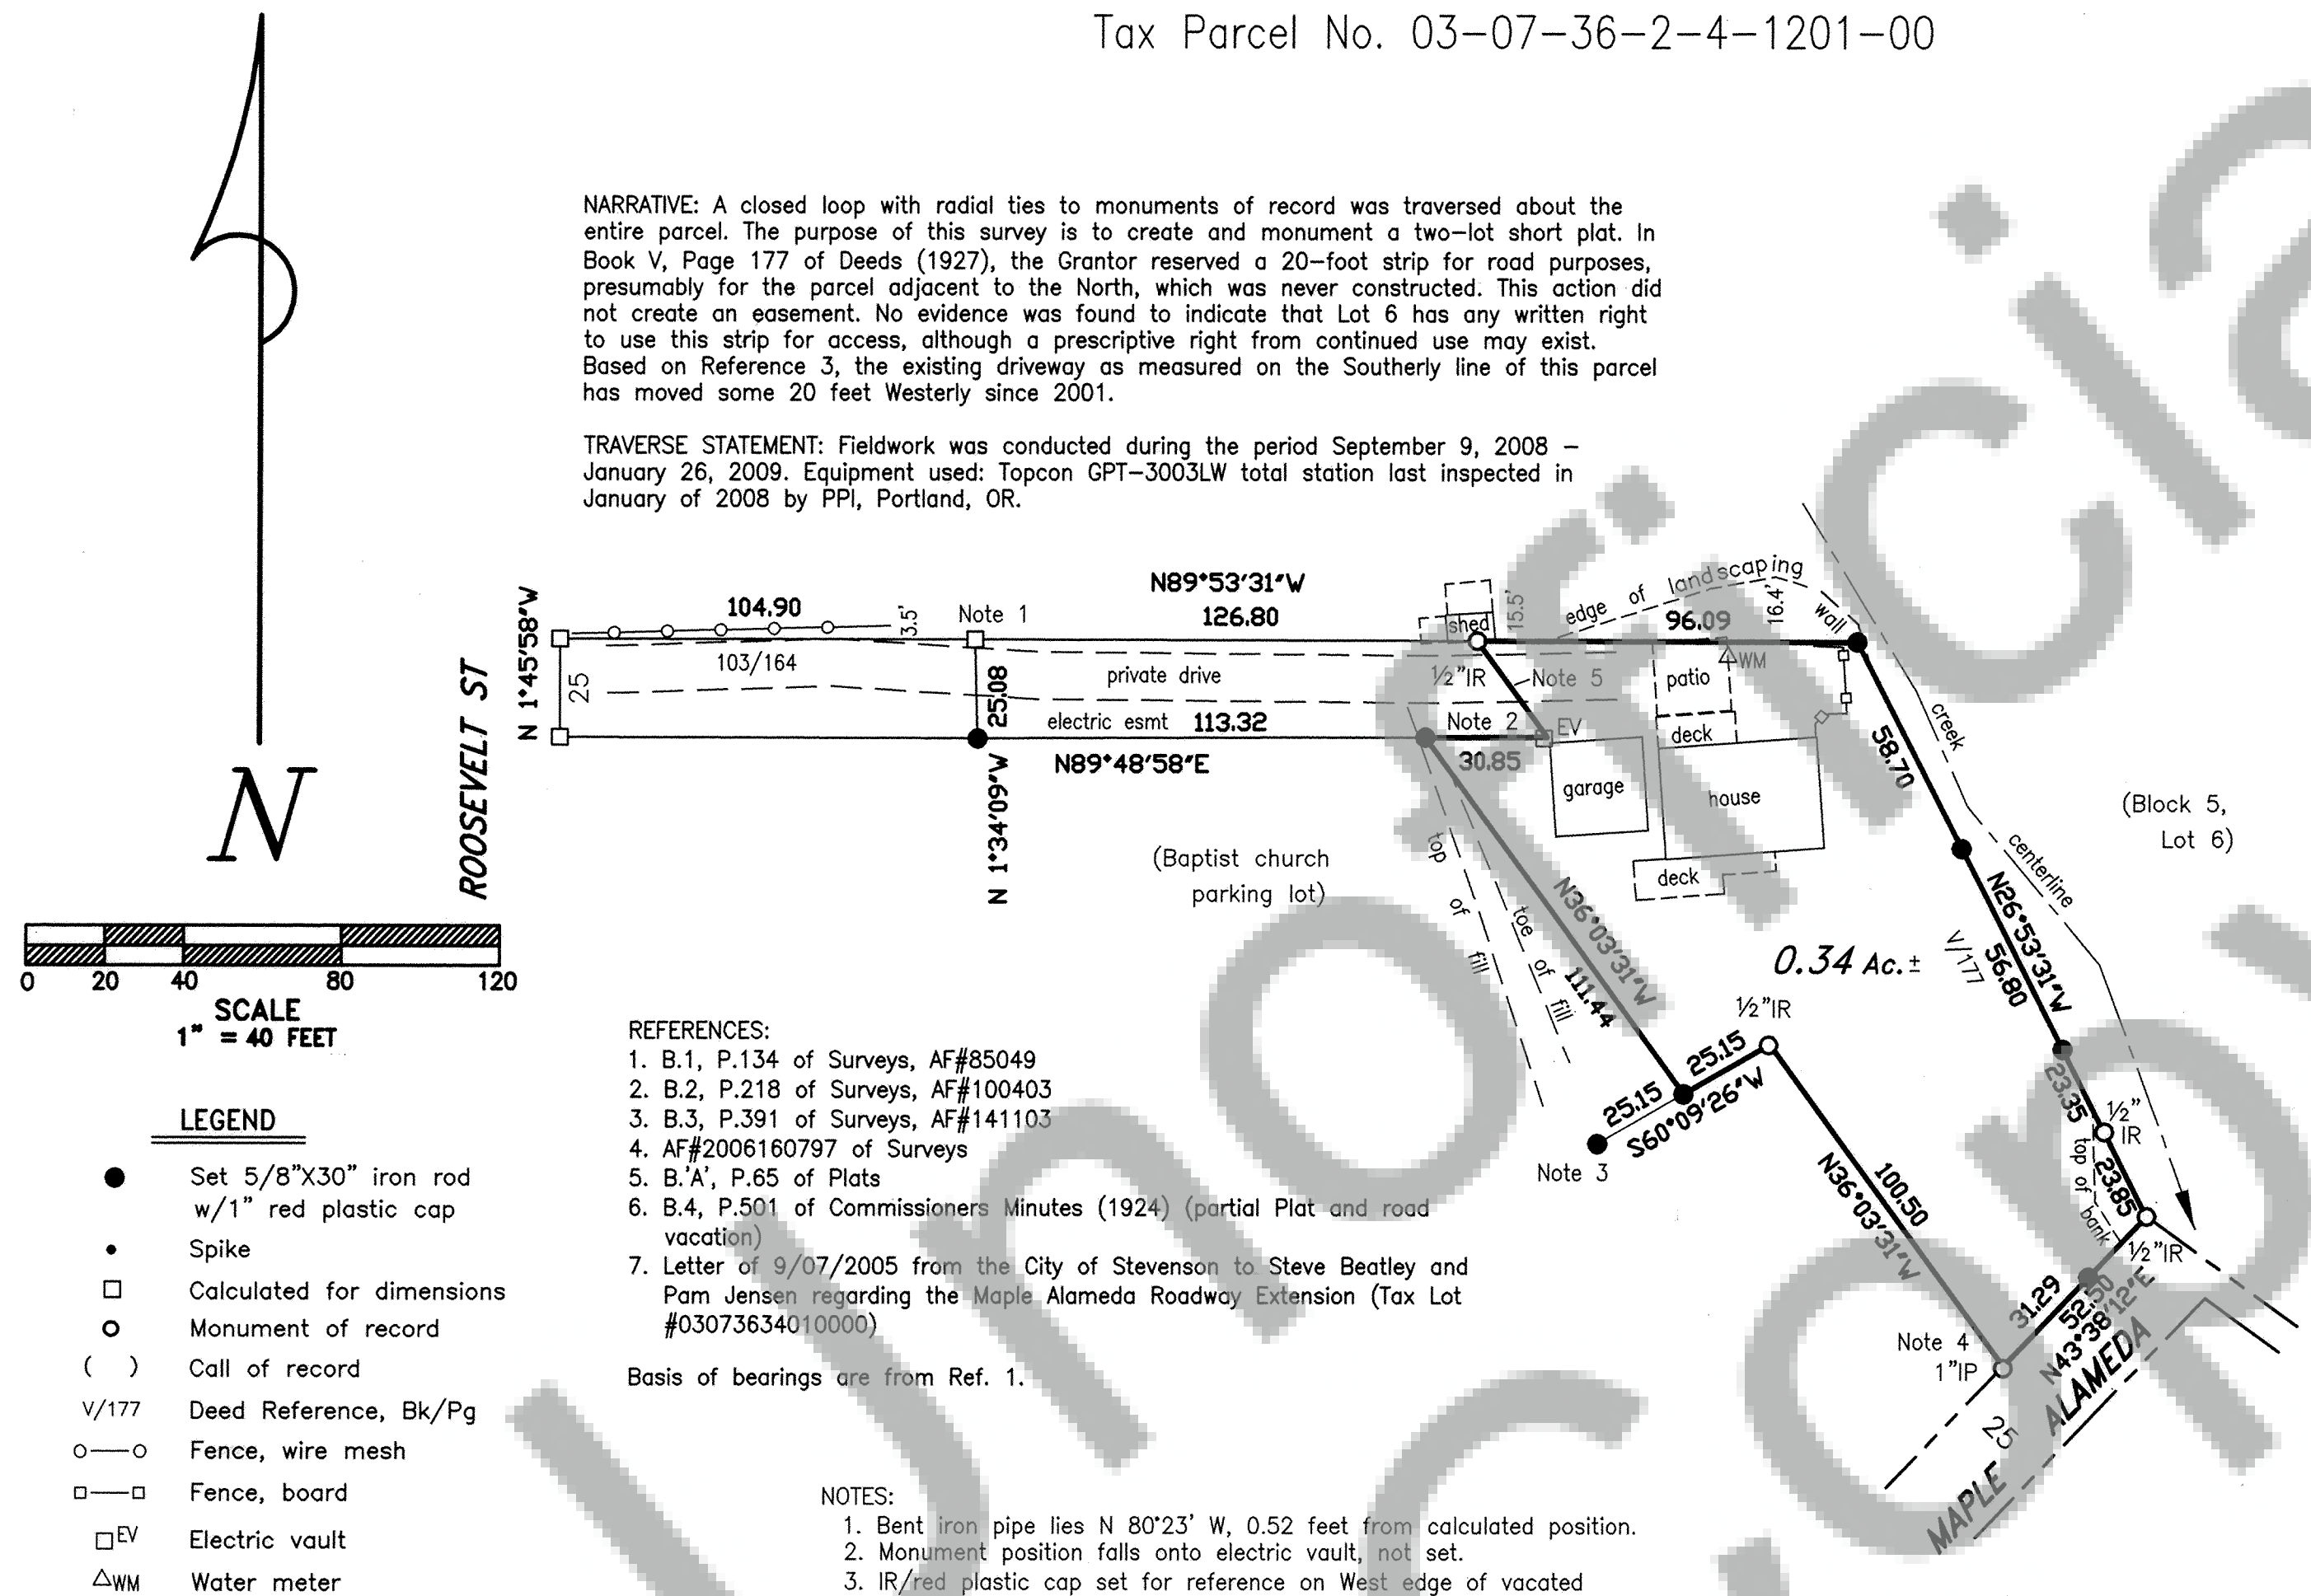 Tax Parcel No. 03-07-36-2-4-1201-00
NARRATIVE: A closed loop with radial ties to monuments of record was traversed about the
entire parcel. The purpose of this survey is to create and monument a two-lot short plat. In
Book V, Page 177 of Deeds (1927), the Grantor reserved a 20-foot strip for road purposes,
presumably for the parcel adjacent to the North, which was never constructed. This action did
not create an easement. No evidence was found to indicate that Lot 6 has any written right
to use this strip for access, although a prescriptive right from continued use may exist.
Based on Reference 3, the existing driveway as measured on the Southerly line of this parcel
has moved some 20 feet Westerly since 2001.
TRAVERSE STATEMENT: Fieldwork was conducted during the period September 9, 2008 -
January 26, 2009. Equipment used: Topcon GPT-3003LW total station last inspected in
January of 2008 by PPI, Portland, OR.
N
ROOSEVELT ST
N 1°45'58"W
25
104.90
3.5'
103/164
Note 1
N89°53'31"W
126.80
25.08
N 1°34'09"W
private drive
electric esmt 113.32
N89°48'58"E
shed
15.5'
edge of landscaping
16.4'
wall
96.09
1/2"IR
Note 5
WM
patio
Note 2
EV
deck
30.85
garage
house
deck
58.70
creek
centerline
(Block 5,
Lot 6)
(Baptist church
parking lot)
top of fill
toe of fill
N36°03'31"W
111.44
N26°53'31"W
56.80
V/177
0.34 Ac.±
1/2"IR
25.15
25.15
S60°09'26"W
Note 3
N36°03'31"W
100.50
23.35
1/2"
IR
top of bank
23.85
1/2"IR
31.29
52.50
N43°38'12"E
Note 4
1"IP
25
MAPLE ALAMEDA
0 20 40 80 120
SCALE
1" = 40 FEET
LEGEND
Set 5/8"X30" iron rod
w/1" red plastic cap
Spike
Calculated for dimensions
Monument of record
( ) Call of record
V/177 Deed Reference, Bk/Pg
Fence, wire mesh
Fence, board
EV Electric vault
WM Water meter
REFERENCES:
1. B.1, P.134 of Surveys, AF#85049
2. B.2, P.218 of Surveys, AF#100403
3. B.3, P.391 of Surveys, AF#141103
4. AF#2006160797 of Surveys
5. B.'A', P.65 of Plats
6. B.4, P.501 of Commissioners Minutes (1924) (partial Plat and road
vacation)
7. Letter of 9/07/2005 from the City of Stevenson to Steve Beatley and
Pam Jensen regarding the Maple Alameda Roadway Extension (Tax Lot
#03073634010000)
Basis of bearings are from Ref. 1.
NOTES:
1. Bent iron pipe lies N 80°23' W, 0.52 feet from calculated position.
2. Monument position falls onto electric vault, not set.
3. IR/red plastic cap set for reference on West edge of vacated